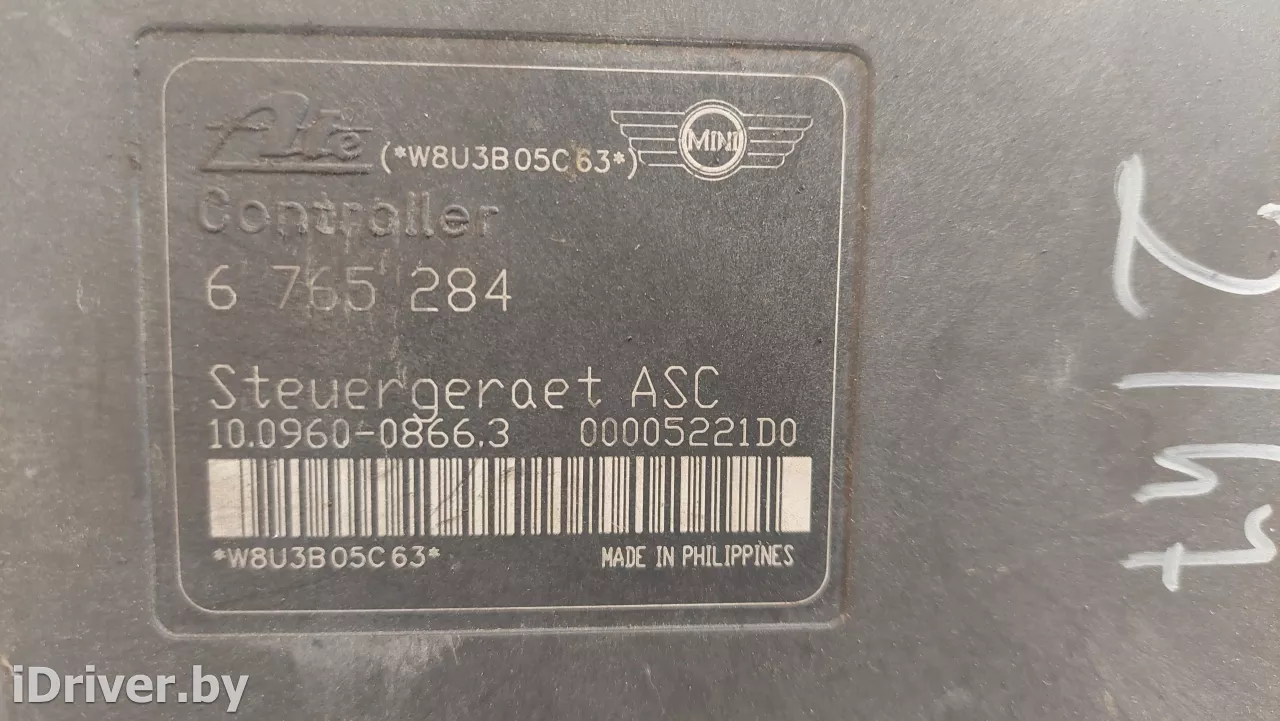 Ate
(*W8U3B05C63*)
MINI
Controller
6 765 284
Steuergeraet ASC
10.0960-0866.3 00005221D0
*W8U3B05C63*
MADE IN PHILIPPINES
iDriver.by